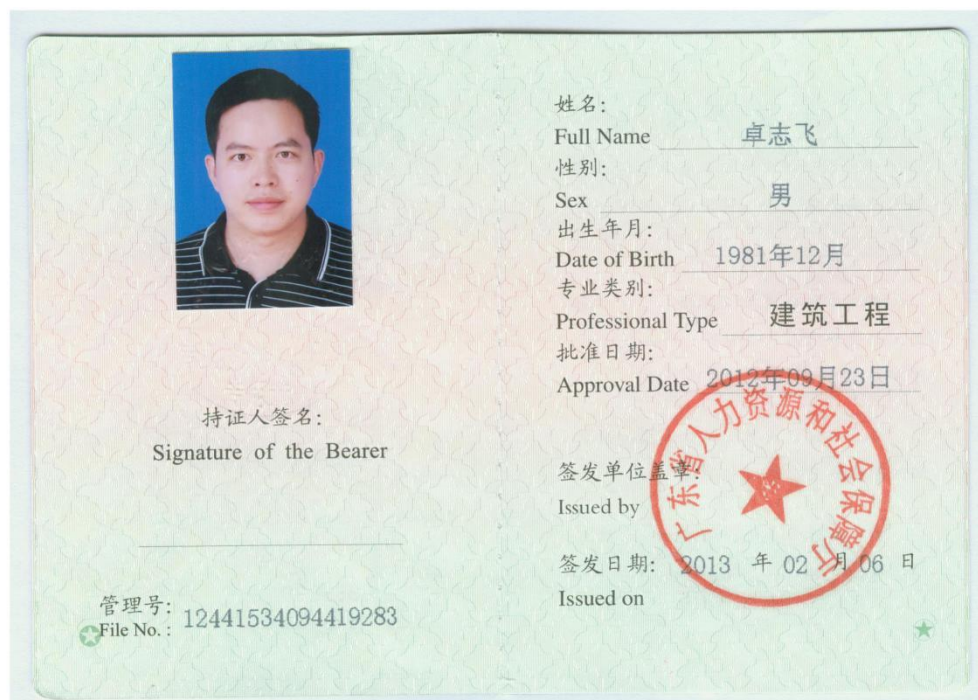 持证人签名:
Signature of the Bearer
管理号:
File No. : 12441534094419283
姓名:
Full Name 卓志飞
性别:
Sex 男
出生年月:
Date of Birth 1981年12月
专业类别:
Professional Type 建筑工程
批准日期:
Approval Date 2012年09月23日
签发单位盖章:
Issued by
广东省人力资源和社会保障厅
签发日期: 2013 年 02 月 06 日
Issued on